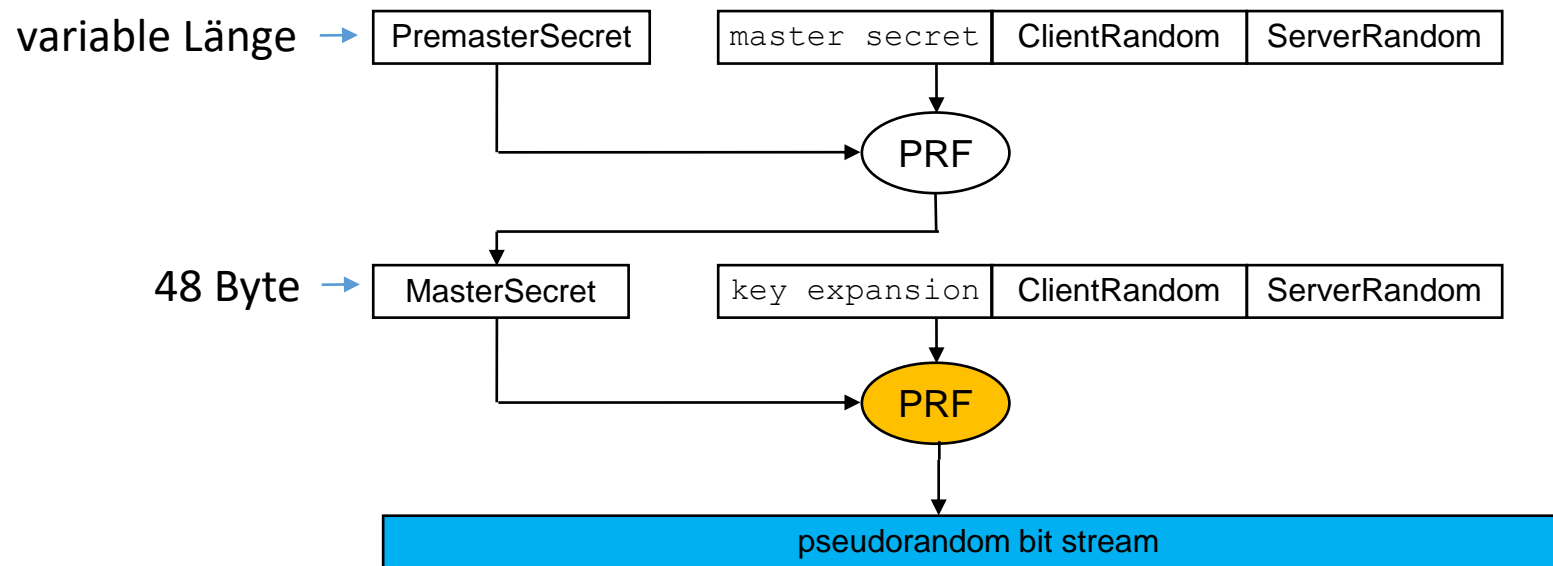 variable Länge PremasterSecret master secret ClientRandom ServerRandom
PRF
48 Byte MasterSecret key expansion ClientRandom ServerRandom
PRF
pseudorandom bit stream